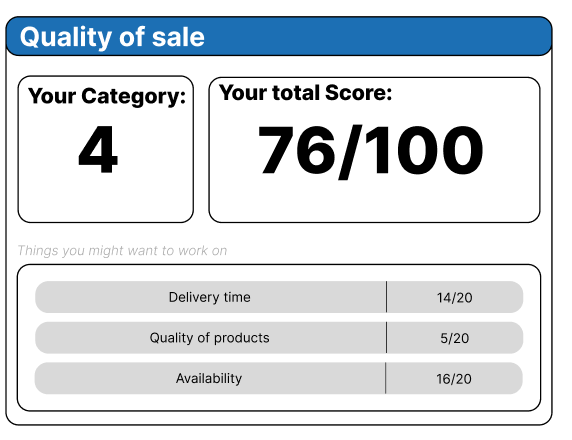 Quality of sale
Your Category:
4
Your total Score:
76/100
Things you might want to work on
Delivery time 14/20
Quality of products 5/20
Availability 16/20